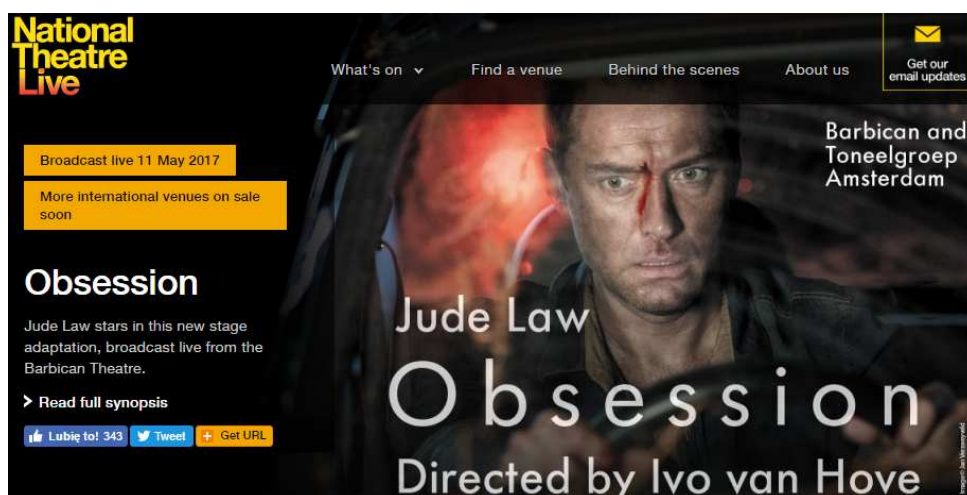 National
Theatre
Live
What's on
Find a venue
Behind the scenes
About us
Get our
email updates
Barbican and
Toneelgroep
Amsterdam
Broadcast live 11 May 2017
More international venues on sale
soon
Obsession
Jude Law stars in this new stage
adaptation, broadcast live from the
Barbican Theatre.
Read full synopsis
Lubię to! 343
Tweet
Get URL
Jude Law
Obsession
Directed by Ivo van Hove